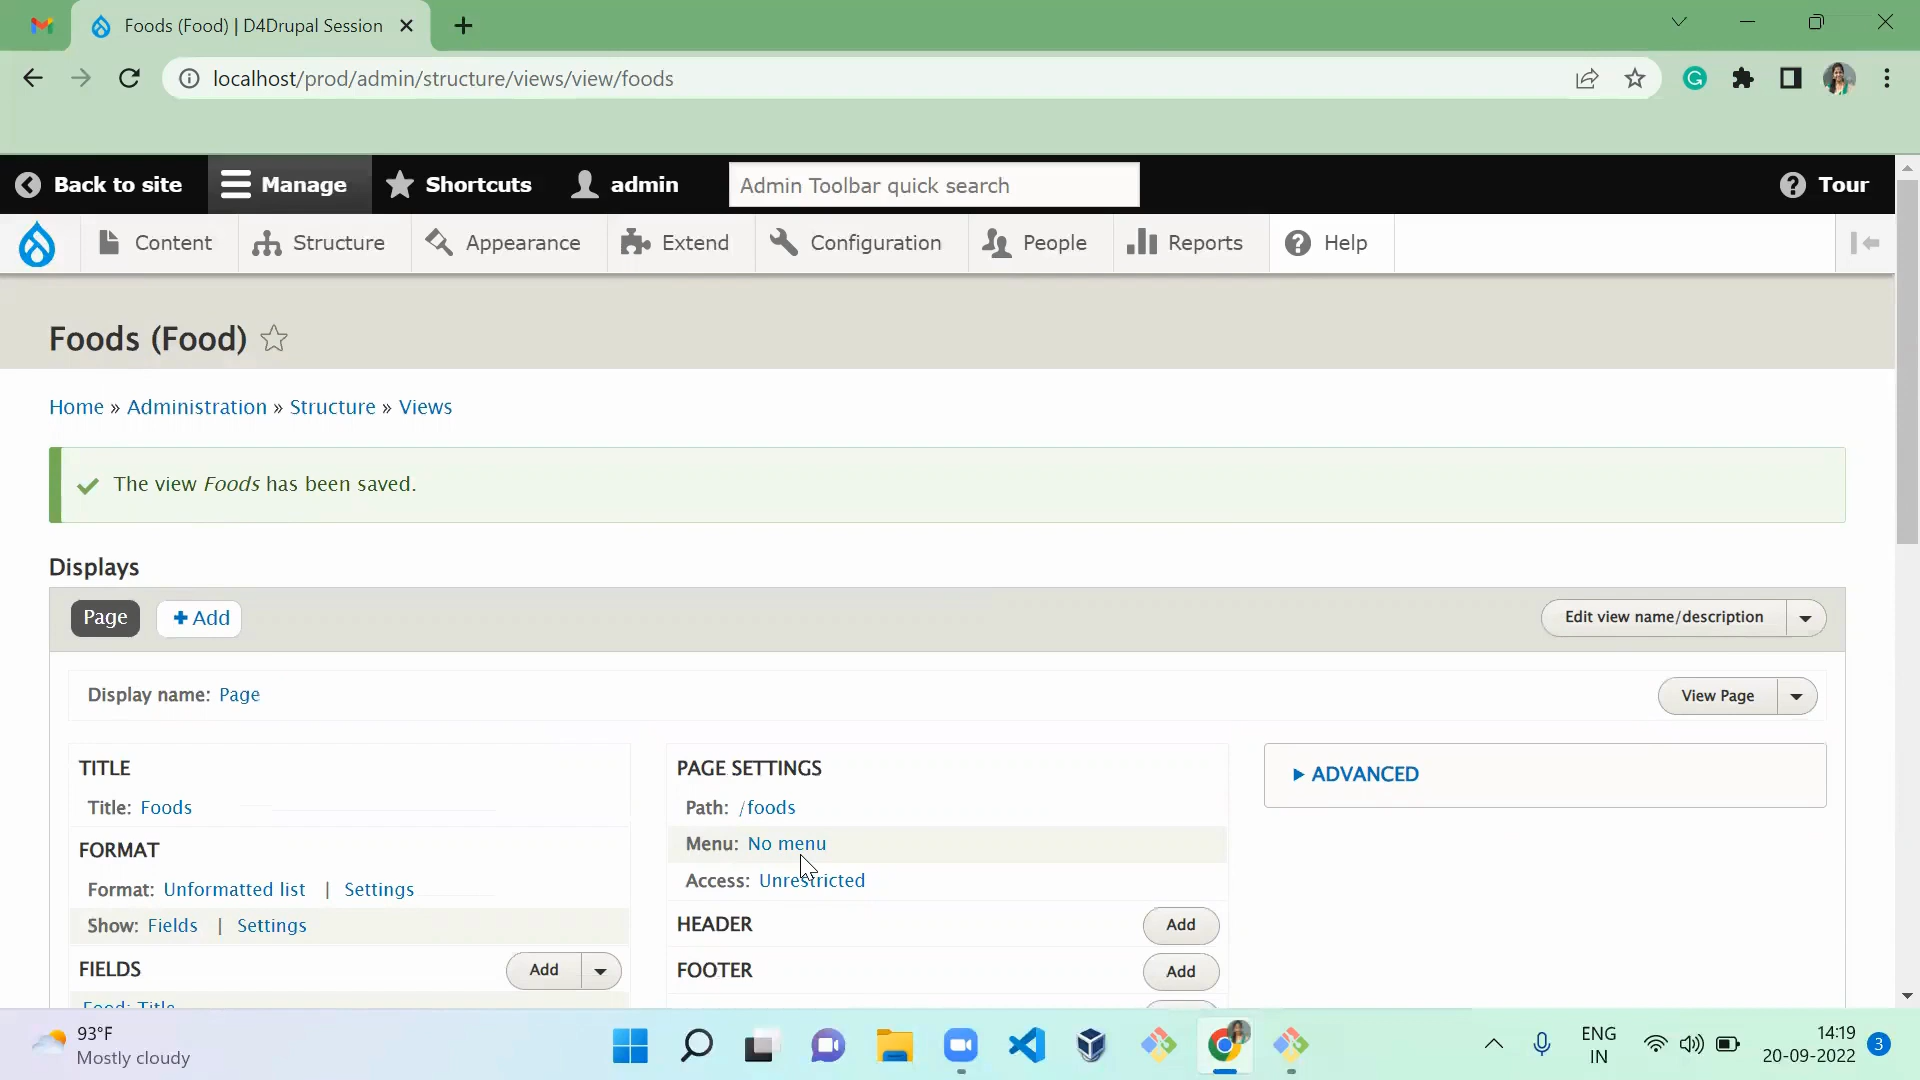 Foods (Food) | D4Drupal Session
localhost/prod/admin/structure/views/view/foods
Back to site
Manage
Shortcuts
admin
Admin Toolbar quick search
Tour
Content
Structure
Appearance
Extend
Configuration
People
Reports
Help
Foods (Food)
Home » Administration » Structure » Views
The view Foods has been saved.
Displays
Page
Add
Edit view name/description
Display name: Page
View Page
TITLE
Title: Foods
FORMAT
Format: Unformatted list | Settings
Show: Fields | Settings
FIELDS
Add
Food: Title
PAGE SETTINGS
Path: /foods
Menu: No menu
Access: Unrestricted
HEADER
Add
FOOTER
Add
ADVANCED
93°F
Mostly cloudy
ENG
IN
14:19
20-09-2022
3